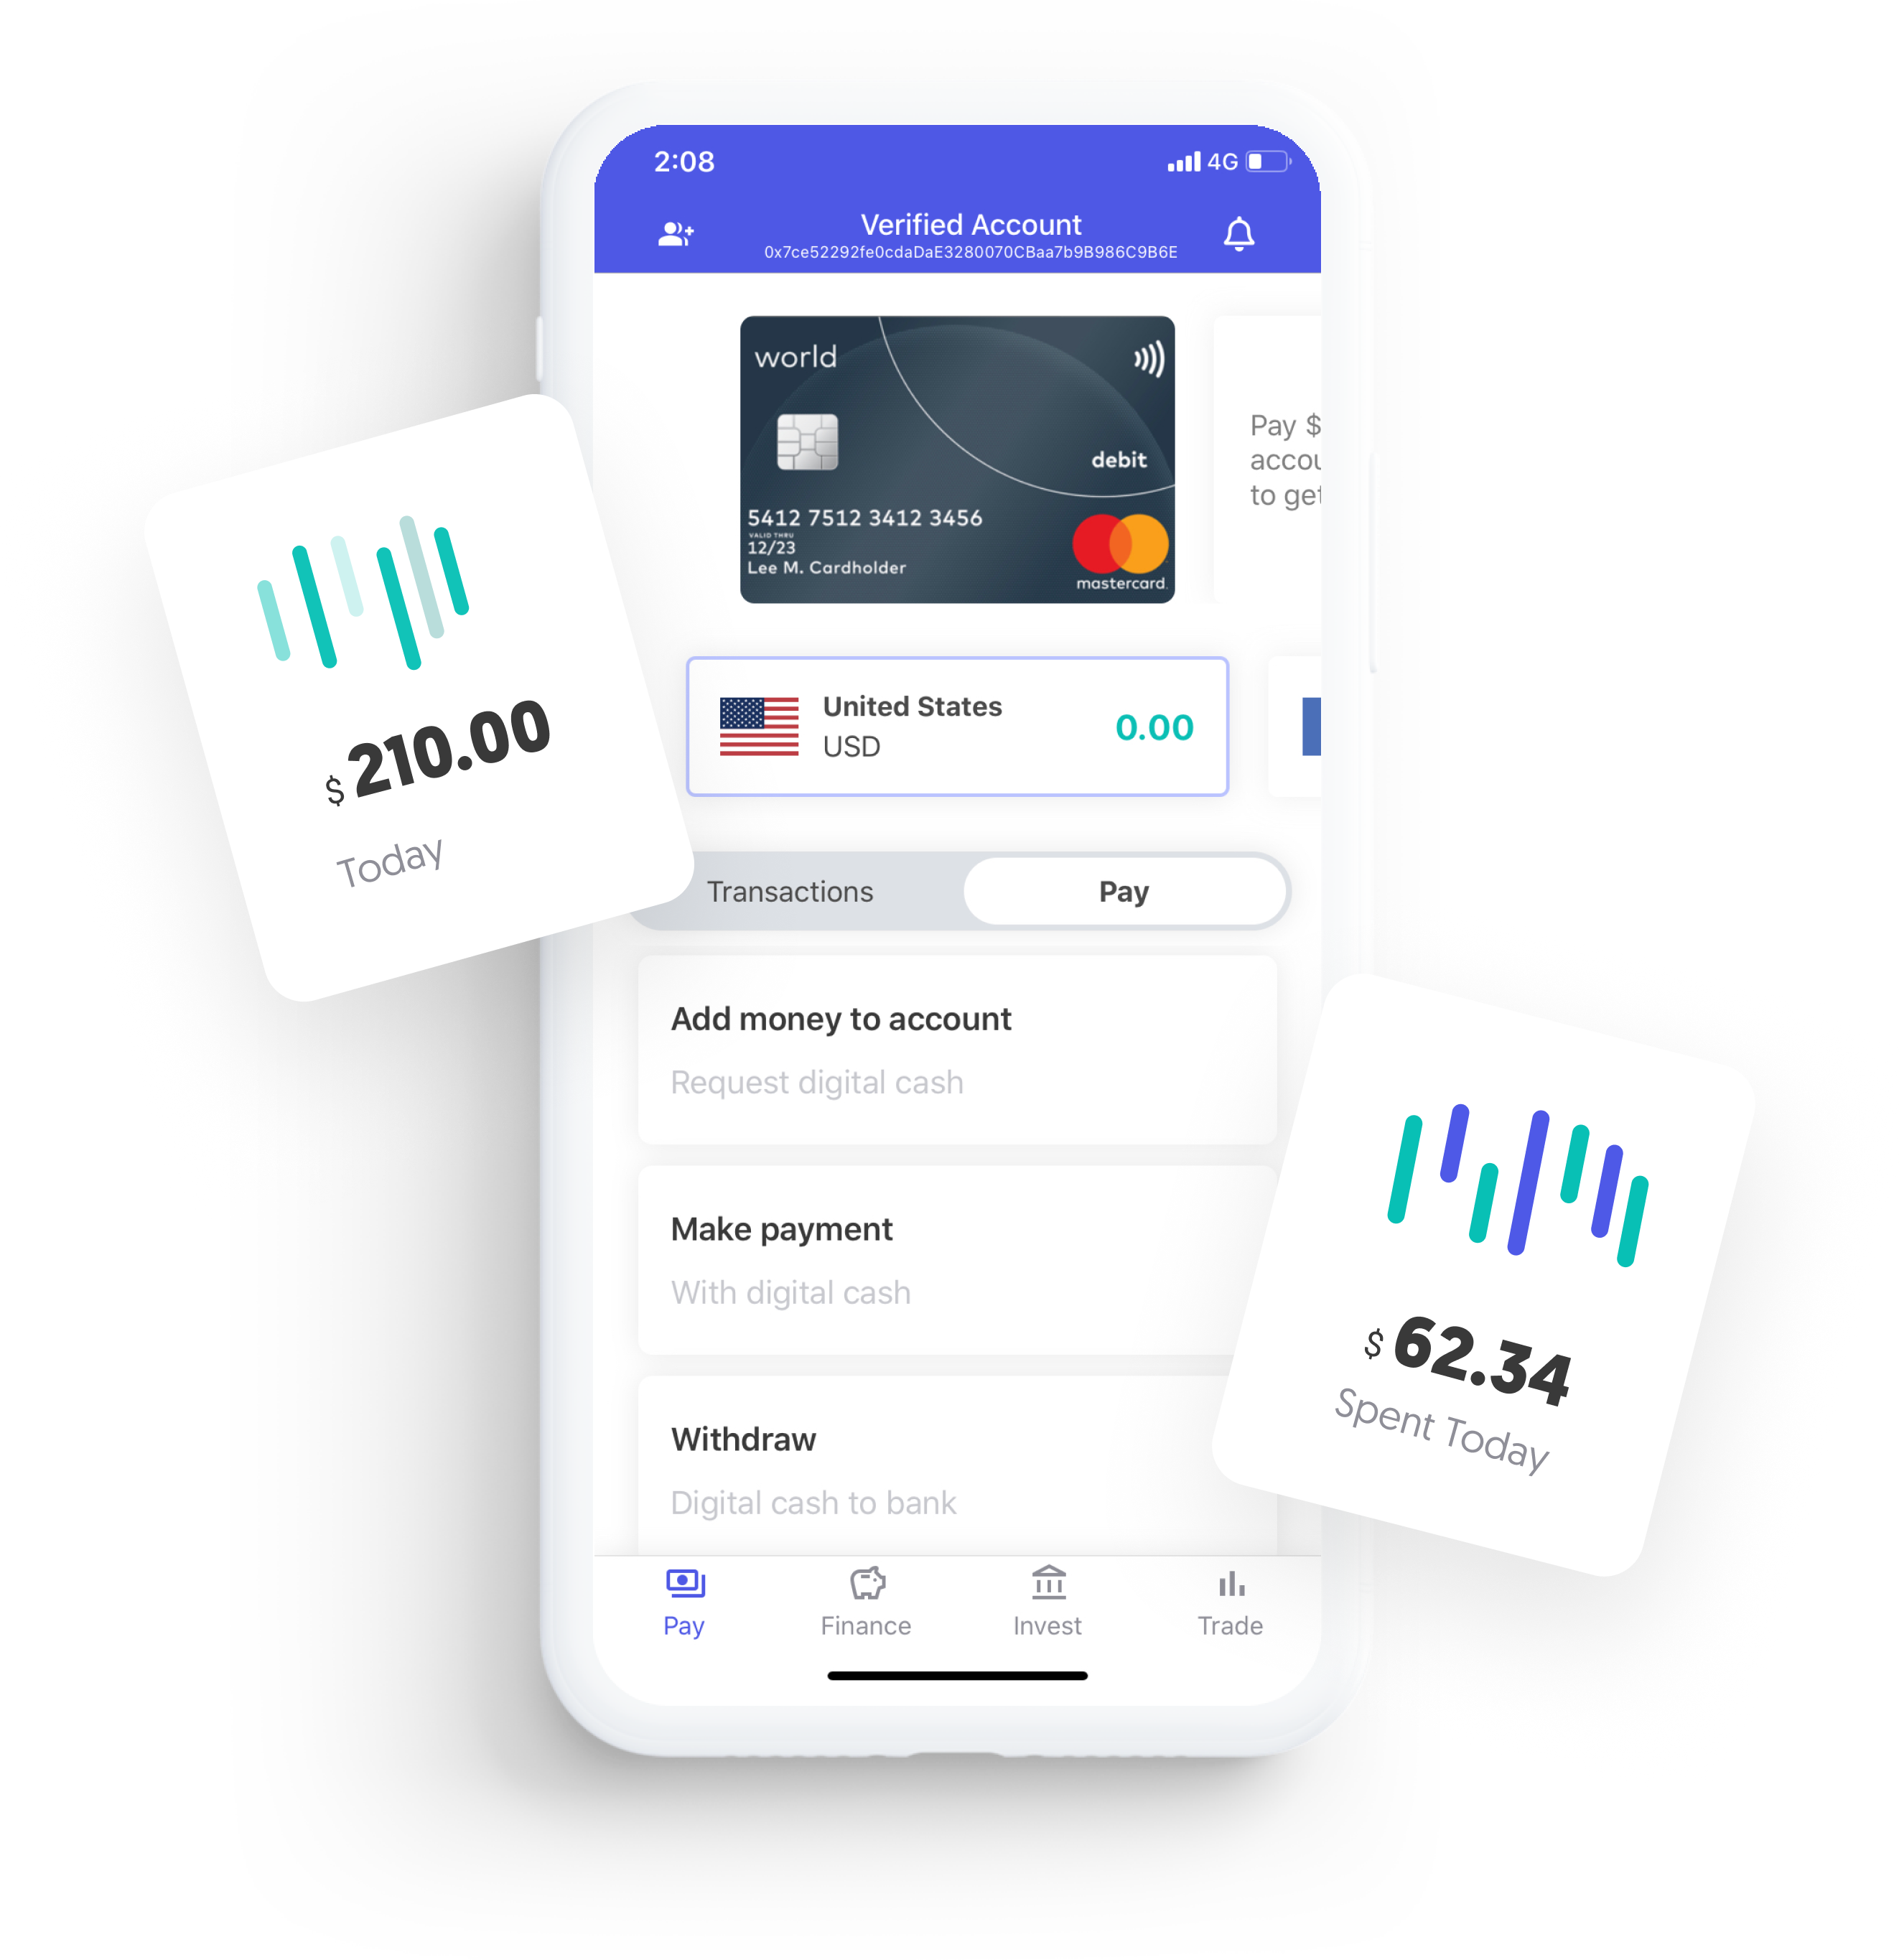 2:08
4G
Verified Account
0x7ce52292fe0cdaDaE3280070CBaa7b9B986C9B6E
world
debit
5412 7512 3412 3456
VALID THRU
12/23
Lee M. Cardholder
mastercard.
Pay $
accou
to get
$ 210.00
Today
United States
USD
0.00
Transactions
Pay
Add money to account
Request digital cash
Make payment
With digital cash
Withdraw
Digital cash to bank
$ 62.34
Spent Today
Pay
Finance
Invest
Trade